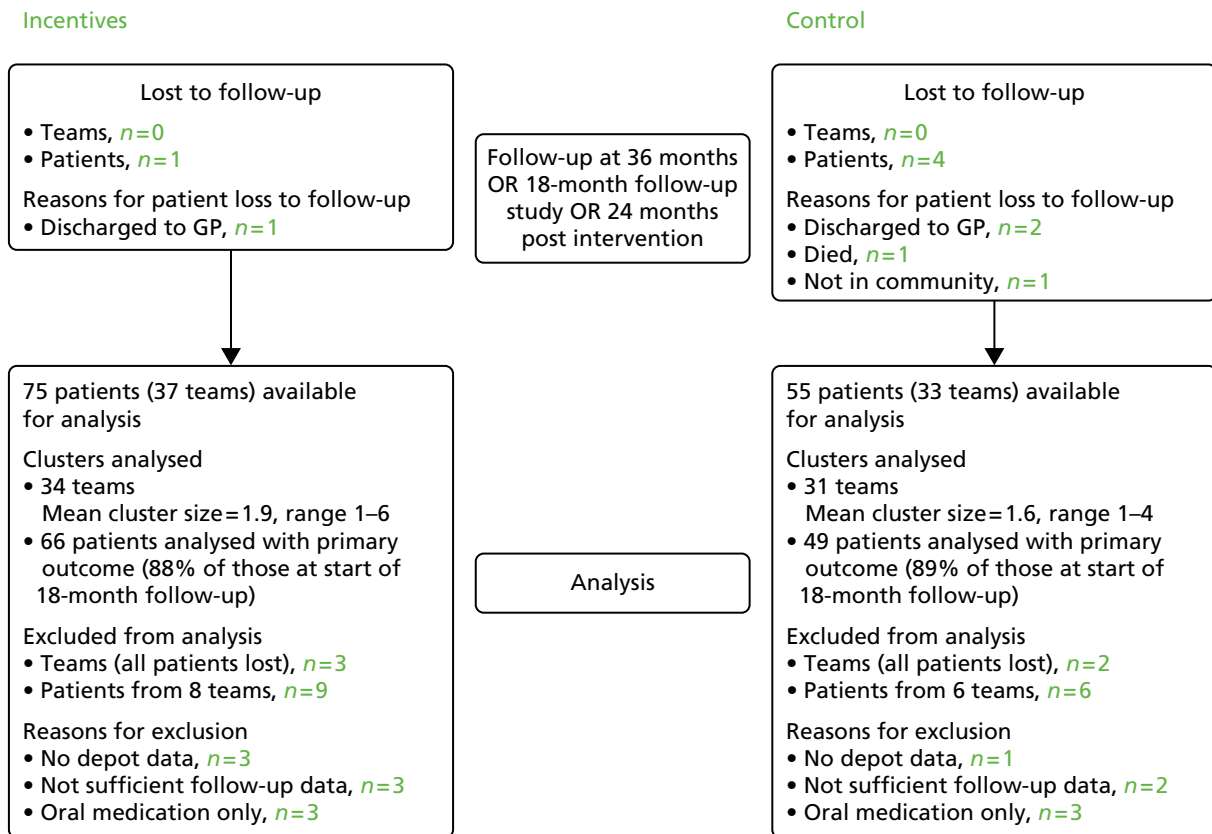 Incentives
Lost to follow-up
• Teams, n=0
• Patients, n=1
Reasons for patient loss to follow-up
• Discharged to GP, n=1
75 patients (37 teams) available
for analysis
Clusters analysed
• 34 teams
Mean cluster size=1.9, range 1–6
• 66 patients analysed with primary
outcome (88% of those at start of
18-month follow-up)
Excluded from analysis
• Teams (all patients lost), n=3
• Patients from 8 teams, n=9
Reasons for exclusion
• No depot data, n=3
• Not sufficient follow-up data, n=3
• Oral medication only, n=3
Follow-up at 36 months
OR 18-month follow-up
study OR 24 months
post intervention
Analysis
Control
Lost to follow-up
• Teams, n=0
• Patients, n=4
Reasons for patient loss to follow-up
• Discharged to GP, n=2
• Died, n=1
• Not in community, n=1
55 patients (33 teams) available
for analysis
Clusters analysed
• 31 teams
Mean cluster size=1.6, range 1–4
• 49 patients analysed with primary
outcome (89% of those at start of
18-month follow-up)
Excluded from analysis
• Teams (all patients lost), n=2
• Patients from 6 teams, n=6
Reasons for exclusion
• No depot data, n=1
• Not sufficient follow-up data, n=2
• Oral medication only, n=3